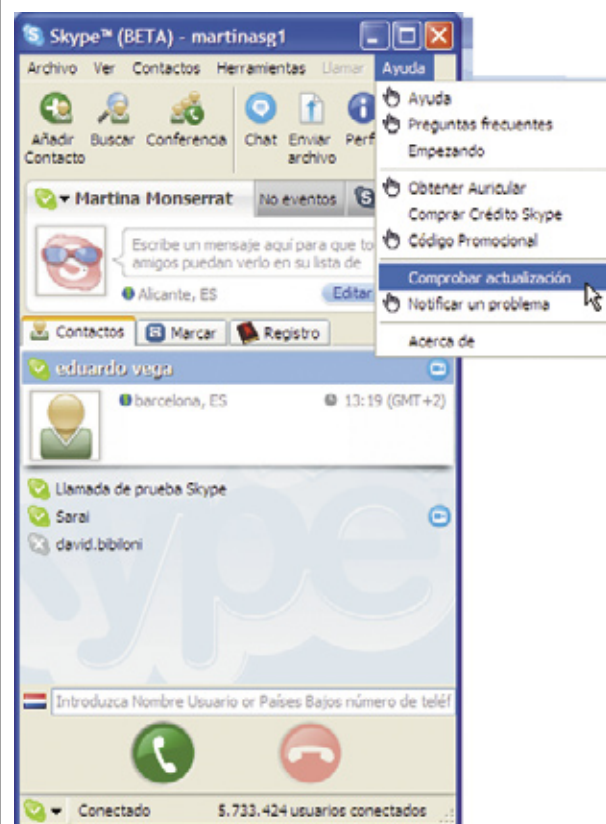 Skype™ (BETA) - martinasg1
Archivo Ver Contactos Herramientas Llamar Ayuda
Añadir Contacto
Buscar
Conferencia
Chat
Enviar archivo
Perf
Ayuda
Preguntas frecuentes
Empezando
Obtener Auricular
Comprar Crédito Skype
Código Promocional
Comprobar actualización
Notificar un problema
Acerca de
Martina Monserrat
No eventos
Escribe un mensaje aquí para que to
amigos puedan verlo en su lista de
Alicante, ES
Editar
Contactos
Marcar
Registro
eduardo vega
barcelona, ES
13:19 (GMT+2)
Llamada de prueba Skype
Sarai
david.bibiloni
Introduzca Nombre Usuario or Países Bajos número de teléf
Conectado
5.733.424 usuarios conectados